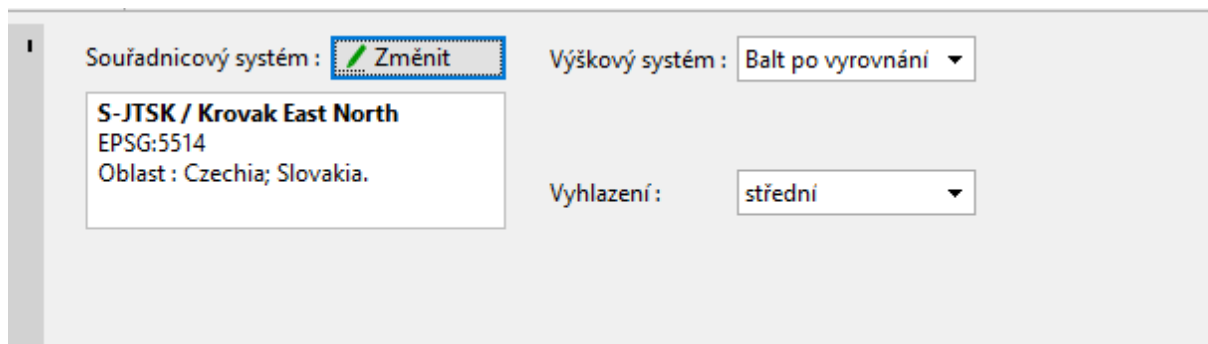 Souřadnicový systém :
Změnit
Výškový systém :
Balt po vyrovnání
S-JTSK / Krovak East North
EPSG:5514
Oblast : Czechia; Slovakia.
Vyhlazení :
střední